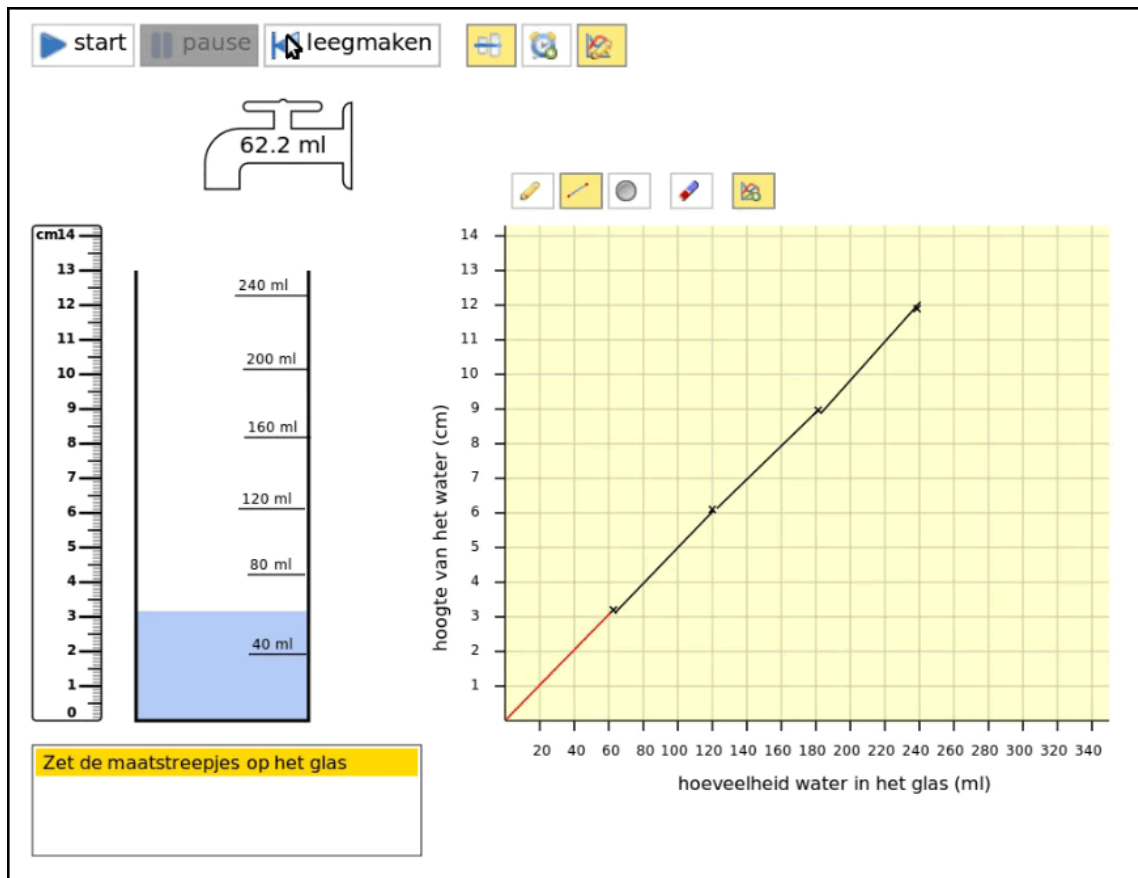 start
pause
leegmaken
62.2 ml
cm14
13
12
11
10
9
8
7
6
5
4
3
2
1
0
240 ml
200 ml
160 ml
120 ml
80 ml
40 ml
Zet de maatstreepjes op het glas
hoogte van het water (cm)
14
13
12
11
10
9
8
7
6
5
4
3
2
1
20 40 60 80 100 120 140 160 180 200 220 240 260 280 300 320 340
hoeveelheid water in het glas (ml)